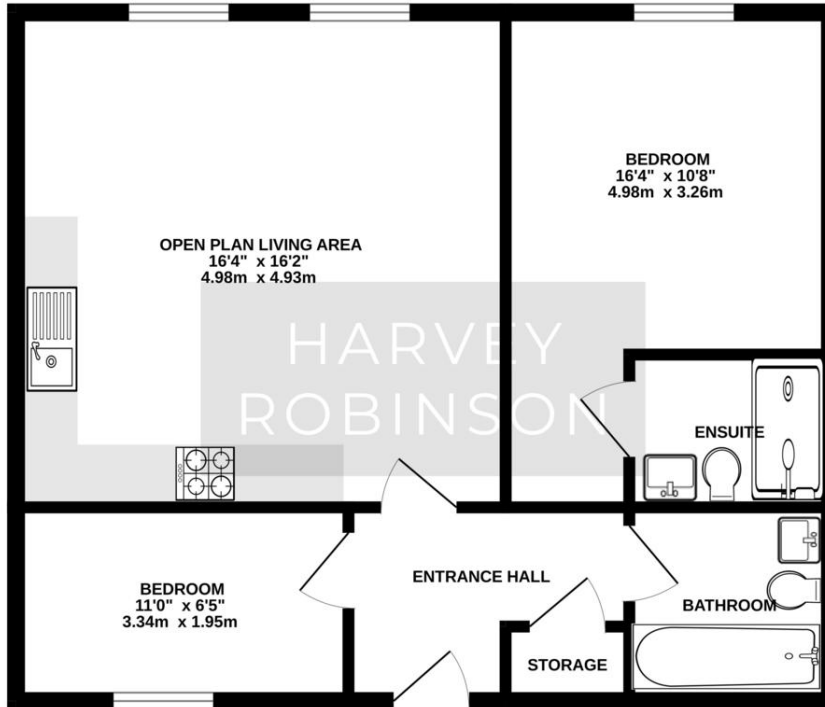 BEDROOM
16'4" x 10'8"
4.98m x 3.26m
OPEN PLAN LIVING AREA
16'4" x 16'2"
4.98m x 4.93m
HARVEY
ROBINSON
ENSUITE
BEDROOM
11'0" x 6'5"
3.34m x 1.95m
ENTRANCE HALL
BATHROOM
STORAGE